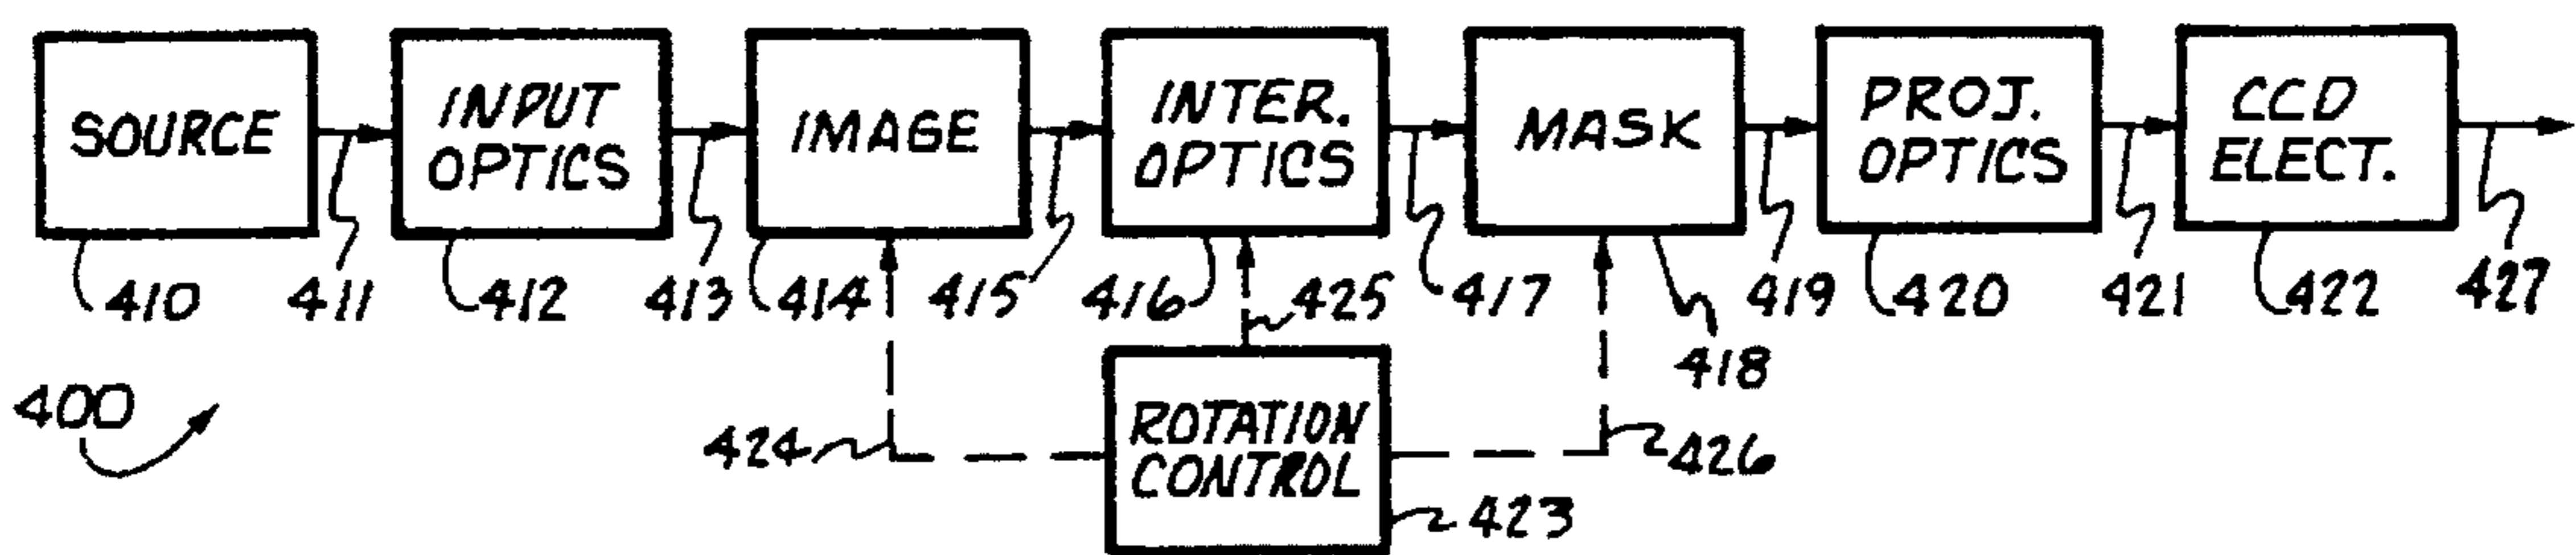 SOURCE
INPUT
OPTICS
IMAGE
INTER.
OPTICS
MASK
PROJ.
OPTICS
CCD
ELECT.
410
411
412
413
414
415
416
425
417
419
420
421
422
427
418
400
424
ROTATION
CONTROL
426
423